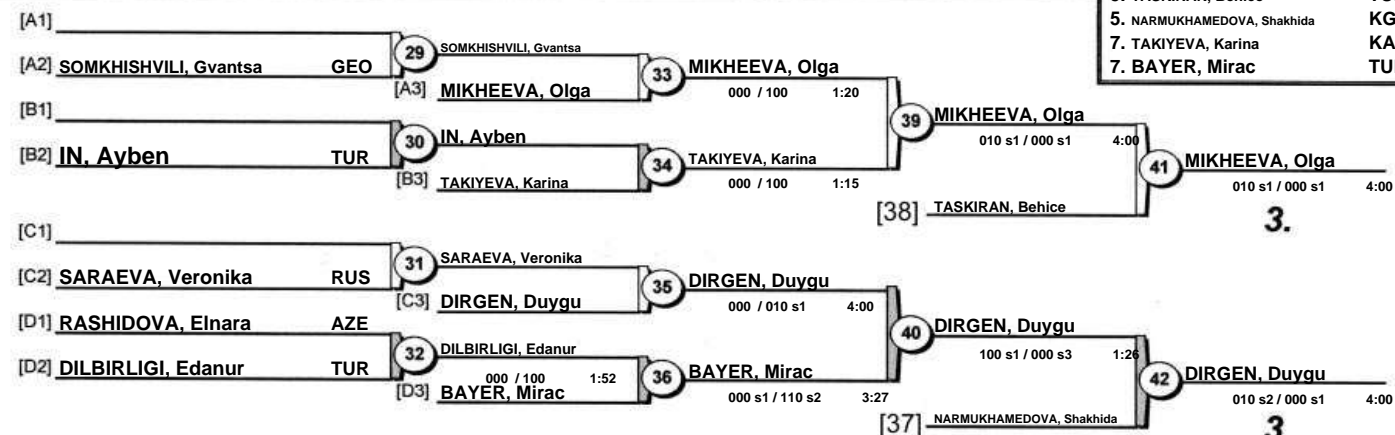 5. NARMUKHAMEDOVA, Shakhida KG
7. TAKIYEVA, Karina KA
7. BAYER, Mirac TU
[A1]
[A2] SOMKHISHVILI, Gvantsa GEO
29
SOMKHISHVILI, Gvantsa
[A3] MIKHEEVA, Olga
33
MIKHEEVA, Olga
000 / 100 1:20
[B1]
[B2] IN, Ayben TUR
30
IN, Ayben
[B3] TAKIYEVA, Karina
34
TAKIYEVA, Karina
000 / 100 1:15
39
MIKHEEVA, Olga
010 s1 / 000 s1 4:00
[38] TASKIRAN, Behice
41
MIKHEEVA, Olga
010 s1 / 000 s1 4:00
3.
[C1]
[C2] SARAEVA, Veronika RUS
31
SARAEVA, Veronika
[C3] DIRGEN, Duygu
35
DIRGEN, Duygu
000 / 010 s1 4:00
[D1] RASHIDOVA, Elnara AZE
[D2] DILBIRLIGI, Edanur TUR
32
DILBIRLIGI, Edanur
000 / 100 1:52
[D3] BAYER, Mirac
36
BAYER, Mirac
000 s1 / 110 s2 3:27
40
DIRGEN, Duygu
100 s1 / 000 s3 1:26
[37] NARMUKHAMEDOVA, Shakhida
42
DIRGEN, Duygu
010 s2 / 000 s1 4:00
3